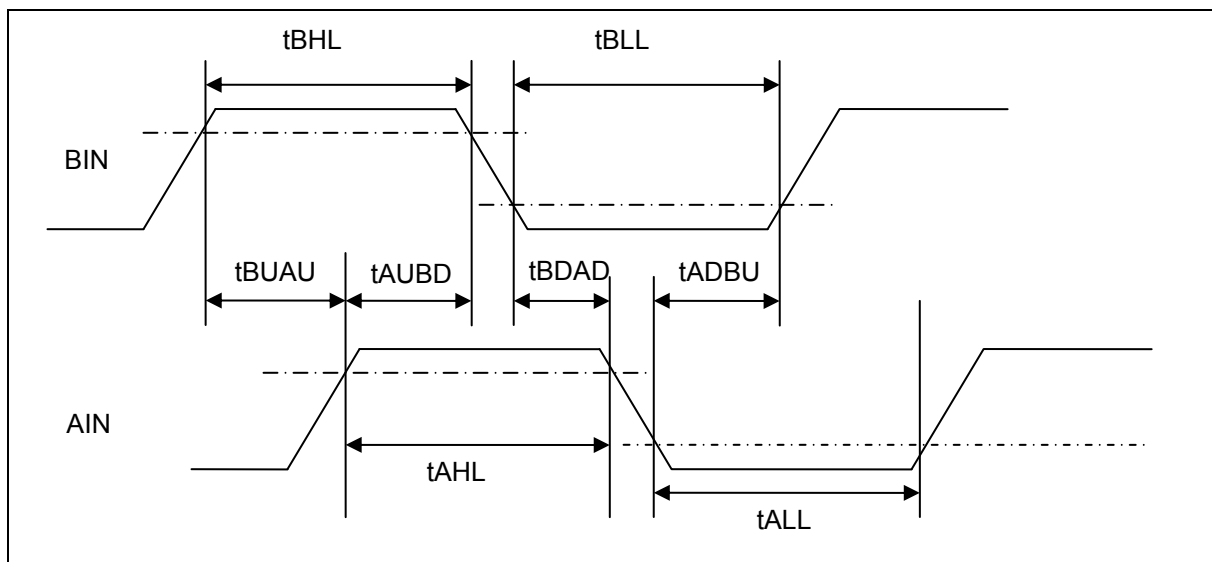 tBHL
tBLL
BIN
tBUAU
tAUBD
tBDAD
tADBU
AIN
tAHL
tALL